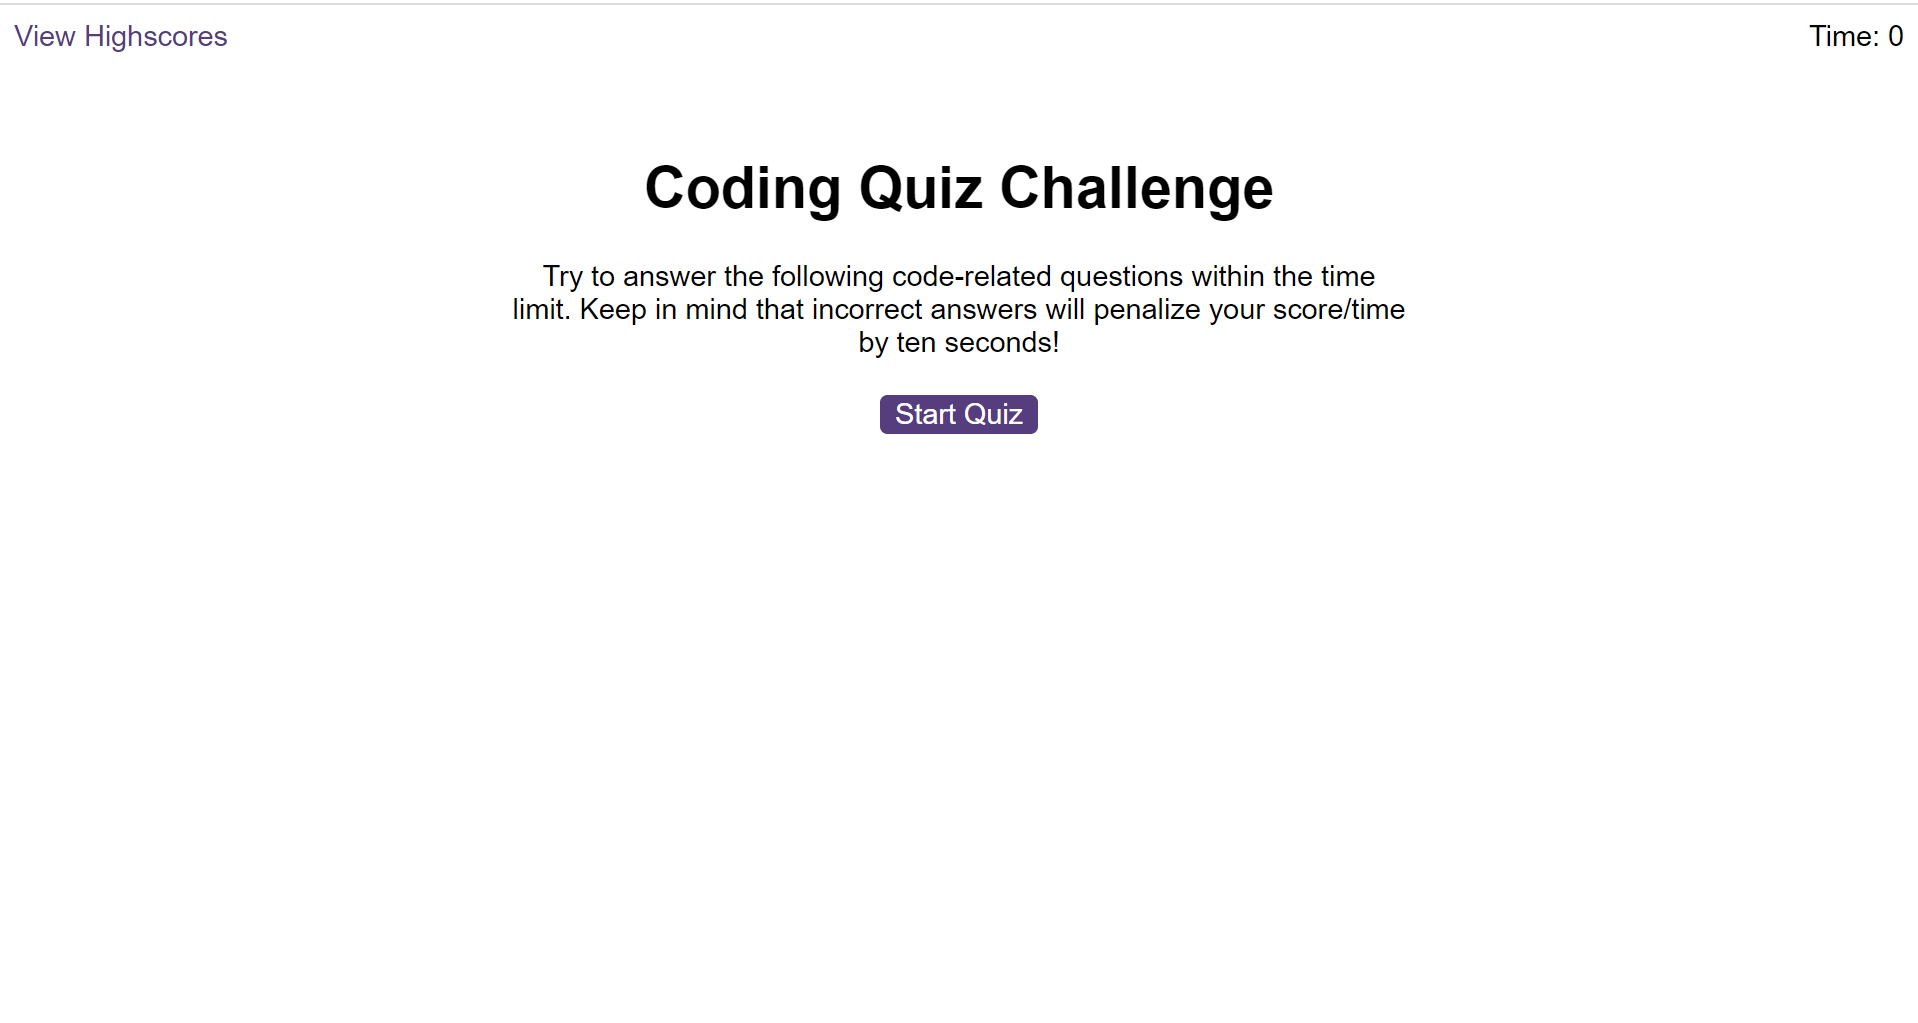 View Highscores
Time: 0
Coding Quiz Challenge
Try to answer the following code-related questions within the time
limit. Keep in mind that incorrect answers will penalize your score/time
by ten seconds!
Start Quiz